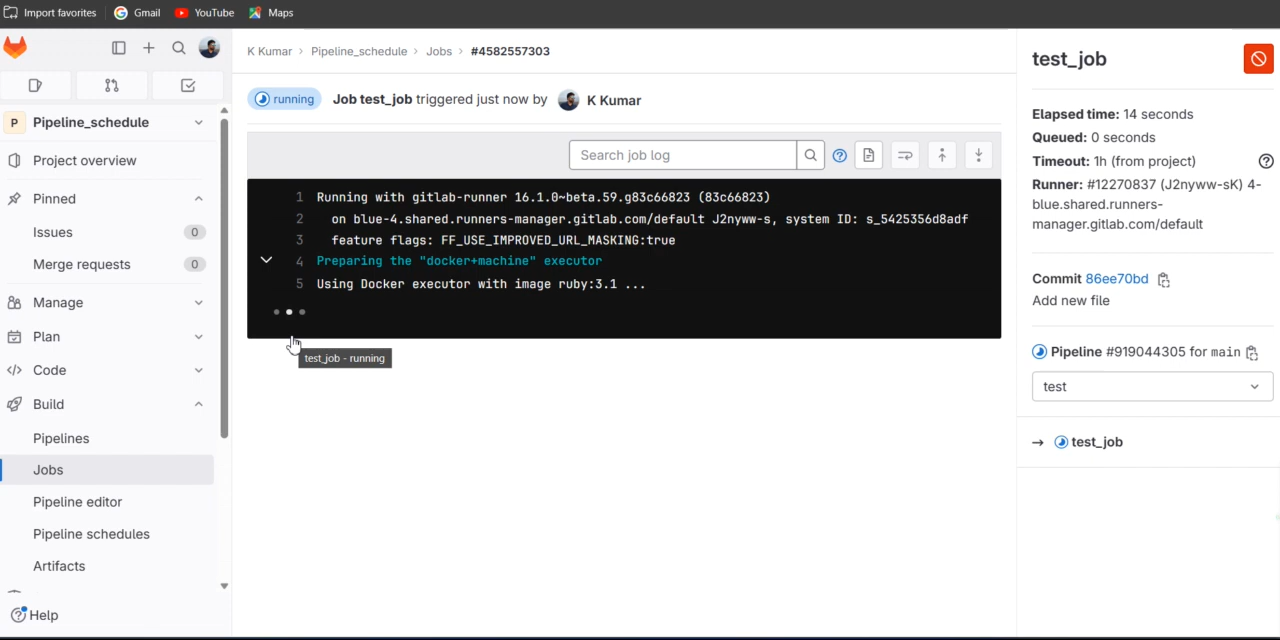 Import favorites Gmail YouTube Maps
P Pipeline_schedule
Project overview
Pinned
Issues 0
Merge requests 0
Manage
Plan
Code
Build
Pipelines
Jobs
Pipeline editor
Pipeline schedules
Artifacts
Help
K Kumar › Pipeline_schedule › Jobs › #4582557303
running Job test_job triggered just now by K Kumar
Search job log
1 Running with gitlab-runner 16.1.0~beta.59.g83c66823 (83c66823)
2 on blue-4.shared.runners-manager.gitlab.com/default J2nyww-s, system ID: s_5425356d8adf
3 feature flags: FF_USE_IMPROVED_URL_MASKING:true
4 Preparing the "docker+machine" executor
5 Using Docker executor with image ruby:3.1 ...
test_job - running
test_job
Elapsed time: 14 seconds
Queued: 0 seconds
Timeout: 1h (from project)
Runner: #12270837 (J2nyww-sK) 4-
blue.shared.runners-
manager.gitlab.com/default
Commit 86ee70bd
Add new file
Pipeline #919044305 for main
test
→ test_job